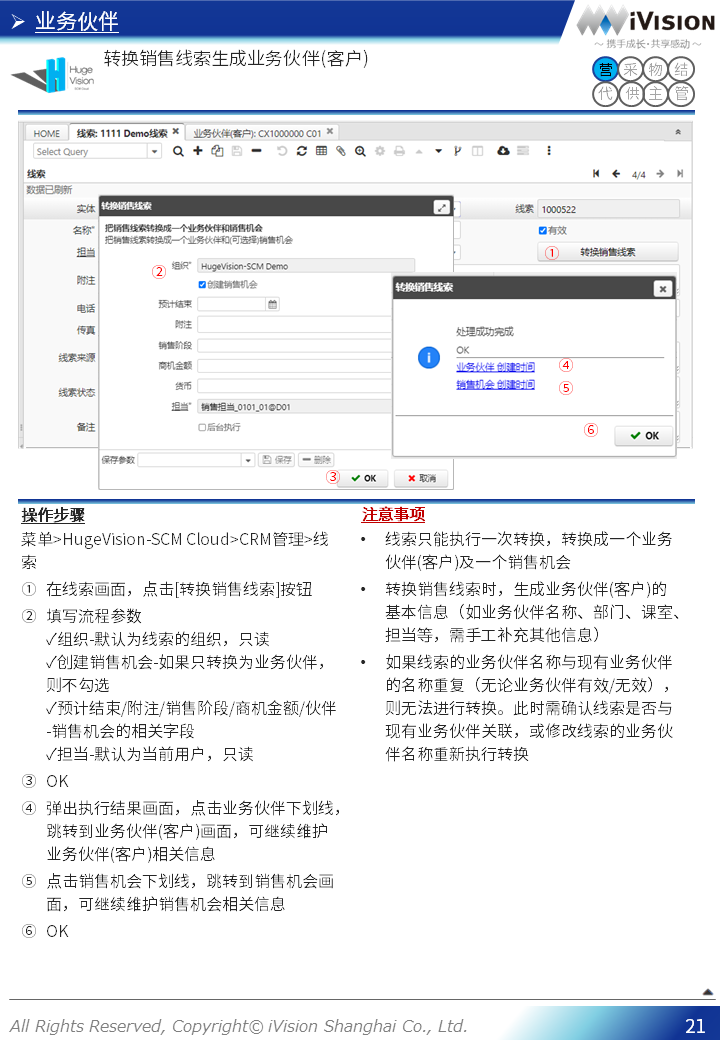 ➢ 业务伙伴
iVISION
～ 携手成长·共享感动 ～
转换销售线索生成业务伙伴(客户)
Huge
Vision
SCM Cloud
营 采 物 结
代 供 主 管
HOME
线索: 1111 Demo线索
业务伙伴(客户): CX1000000 C01
Select Query
4/4
线索
数据已刷新
实体
线索 1000522
名称*
有效
担当
① 转换销售线索
附注
电话
传真
线索来源
线索状态
备注
转换销售线索
把销售线索转换成一个业务伙伴和销售机会
把销售线索转换成一个业务伙伴和(可选择)销售机会
② 组织* HugeVision-SCM Demo
创建销售机会
预计结束
附注
销售阶段
商机金额
货币
担当* 销售担当_0101_01@D01
后台执行
保存参数
保存
删除
③ OK
取消
转换销售线索
处理成功完成
OK
业务伙伴 创建时间 ④
销售机会 创建时间 ⑤
⑥ OK
操作步骤
菜单>HugeVision-SCM Cloud>CRM管理>线
索
① 在线索画面，点击[转换销售线索]按钮
② 填写流程参数
✓组织-默认为线索的组织，只读
✓创建销售机会-如果只转换为业务伙伴，
则不勾选
✓预计结束/附注/销售阶段/商机金额/伙伴
-销售机会的相关字段
✓担当-默认为当前用户，只读
③ OK
④ 弹出执行结果画面，点击业务伙伴下划线，
跳转到业务伙伴(客户)画面，可继续维护
业务伙伴(客户)相关信息
⑤ 点击销售机会下划线，跳转到销售机会画
面，可继续维护销售机会相关信息
⑥ OK
注意事项
• 线索只能执行一次转换，转换成一个业务
伙伴(客户)及一个销售机会
• 转换销售线索时，生成业务伙伴(客户)的
基本信息（如业务伙伴名称、部门、课室、
担当等，需手工补充其他信息）
• 如果线索的业务伙伴名称与现有业务伙伴
的名称重复（无论业务伙伴有效/无效），
则无法进行转换。此时需确认线索是否与
现有业务伙伴关联，或修改线索的业务伙
伴名称重新执行转换
All Rights Reserved, Copyright© iVision Shanghai Co., Ltd.
21